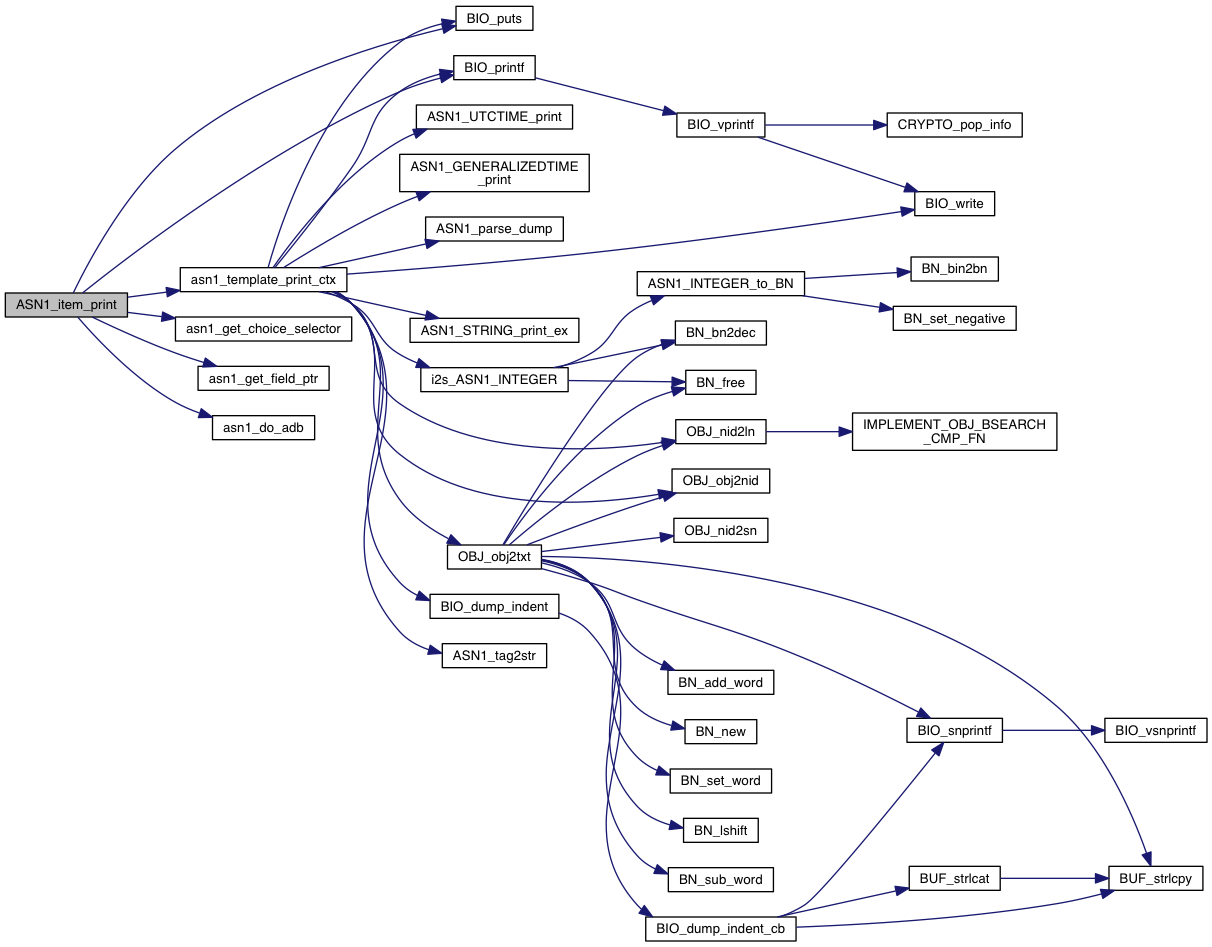 BIO_puts
BIO_printf
ASN1_UTCTIME_print
BIO_vprintf
CRYPTO_pop_info
ASN1_GENERALIZEDTIME
_print
BIO_write
ASN1_parse_dump
asn1_template_print_ctx
ASN1_INTEGER_to_BN
BN_bin2bn
ASN1_item_print
BN_set_negative
asn1_get_choice_selector
ASN1_STRING_print_ex
BN_bn2dec
asn1_get_field_ptr
i2s_ASN1_INTEGER
BN_free
asn1_do_adb
OBJ_nid2ln
IMPLEMENT_OBJ_BSEARCH
_CMP_FN
OBJ_obj2nid
OBJ_nid2sn
OBJ_obj2txt
BIO_dump_indent
ASN1_tag2str
BN_add_word
BN_new
BIO_snprintf
BIO_vsnprintf
BN_set_word
BN_lshift
BN_sub_word
BUF_strlcat
BUF_strlcpy
BIO_dump_indent_cb